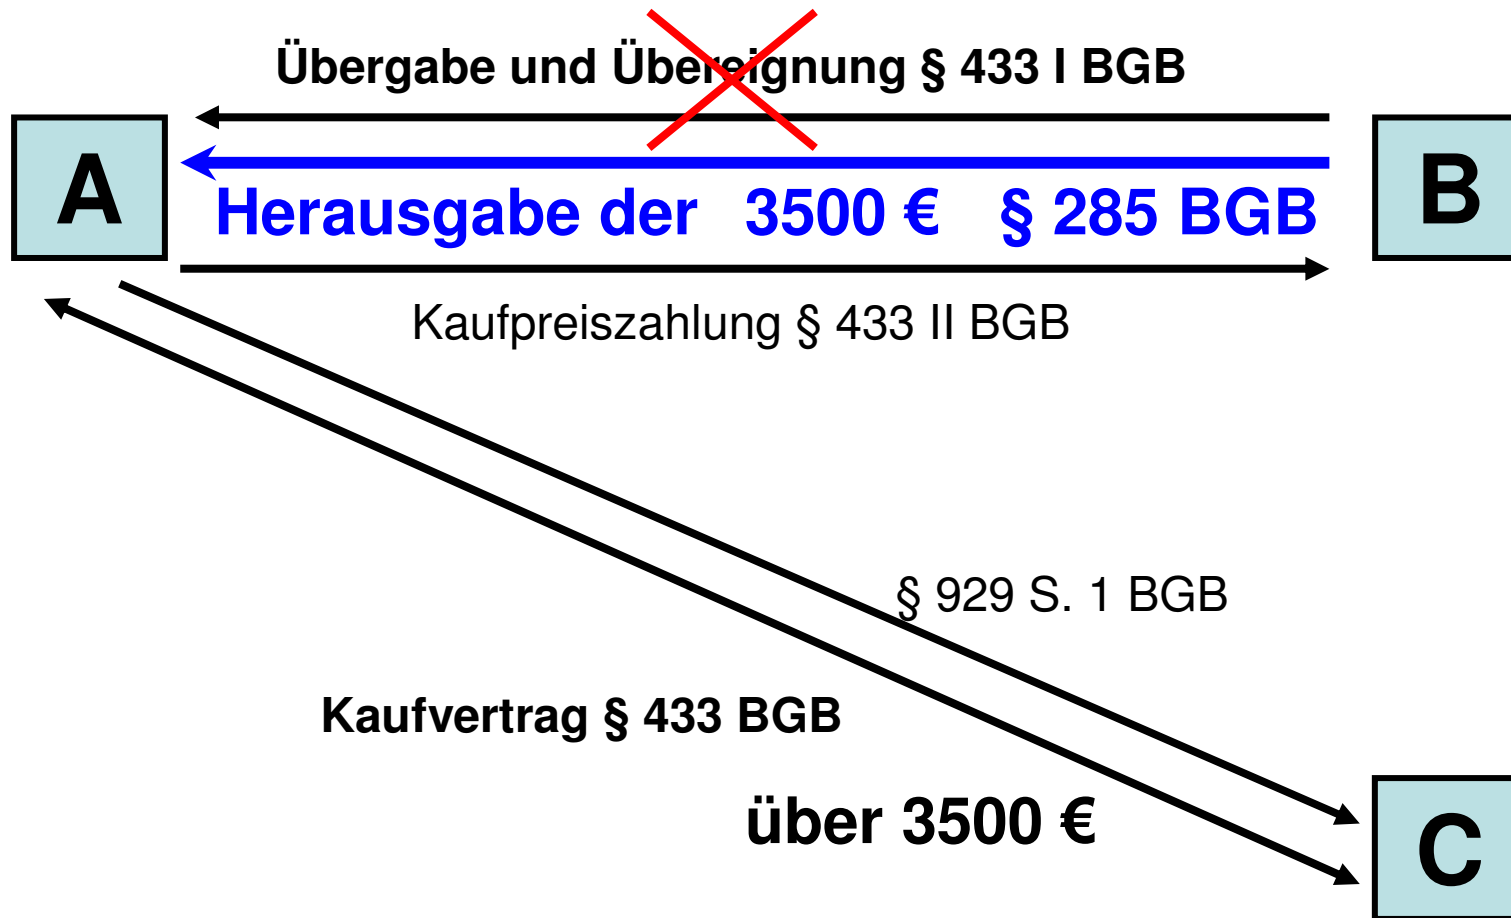 Übergabe und Übereignung § 433 I BGB
A
B
Herausgabe der 3500 € § 285 BGB
Kaufpreiszahlung § 433 II BGB
§ 929 S. 1 BGB
Kaufvertrag § 433 BGB
über 3500 €
C